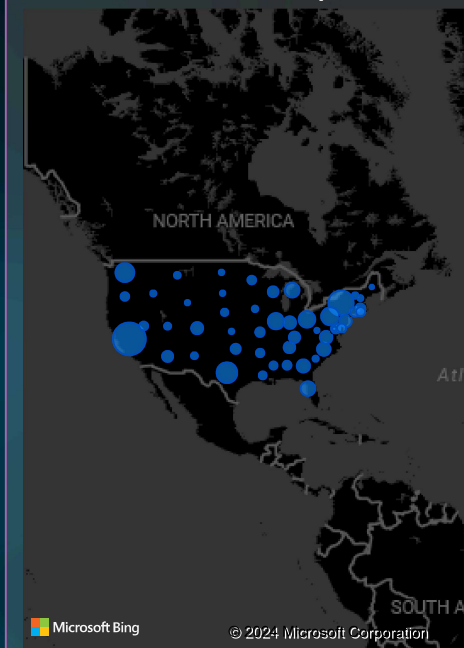 NORTH AMERICA
Atl
SOUTH A
Microsoft Bing
© 2024 Microsoft Corporation